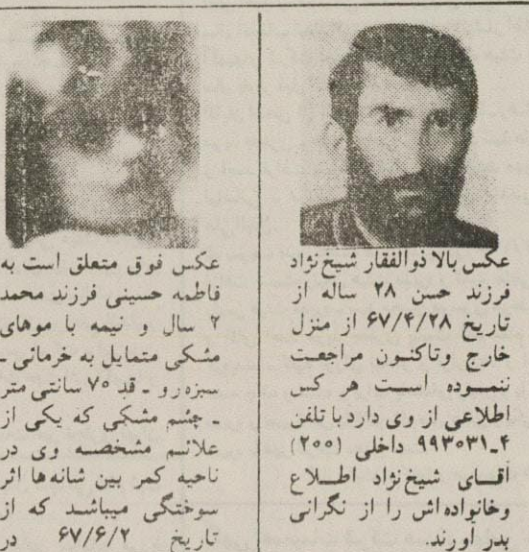 عکس بالا ذوالفقار شیخ‌نژاد
فرزند حسن ۲۸ ساله از
تاریخ ۶۷/۴/۲۸ از منزل
خارج وتاکنون مراجعت
ننموده است هر کس
اطلاعی از وی دارد با تلفن
۹۹۳۰۳۱ـ۴ داخلی (۲۰۰)
آقای شیخ‌نژاد اطلاع
وخانواده‌اش را از نگرانی
بدر آورند.
عکس فوق متعلق است به
فاطمه حسینی فرزند محمد
۲ سال و نیمه با موهای
مشکی متمایل به خرمائی ـ
سبزه‌رو ـ قد ۷۵ سانتی متر
ـ چشم مشکی که یکی از
علائم مشخصه وی در
ناحیه کمر بین شانه‌ها اثر
سوختگی میباشد که از
تاریخ ۶۷/۶/۲ در